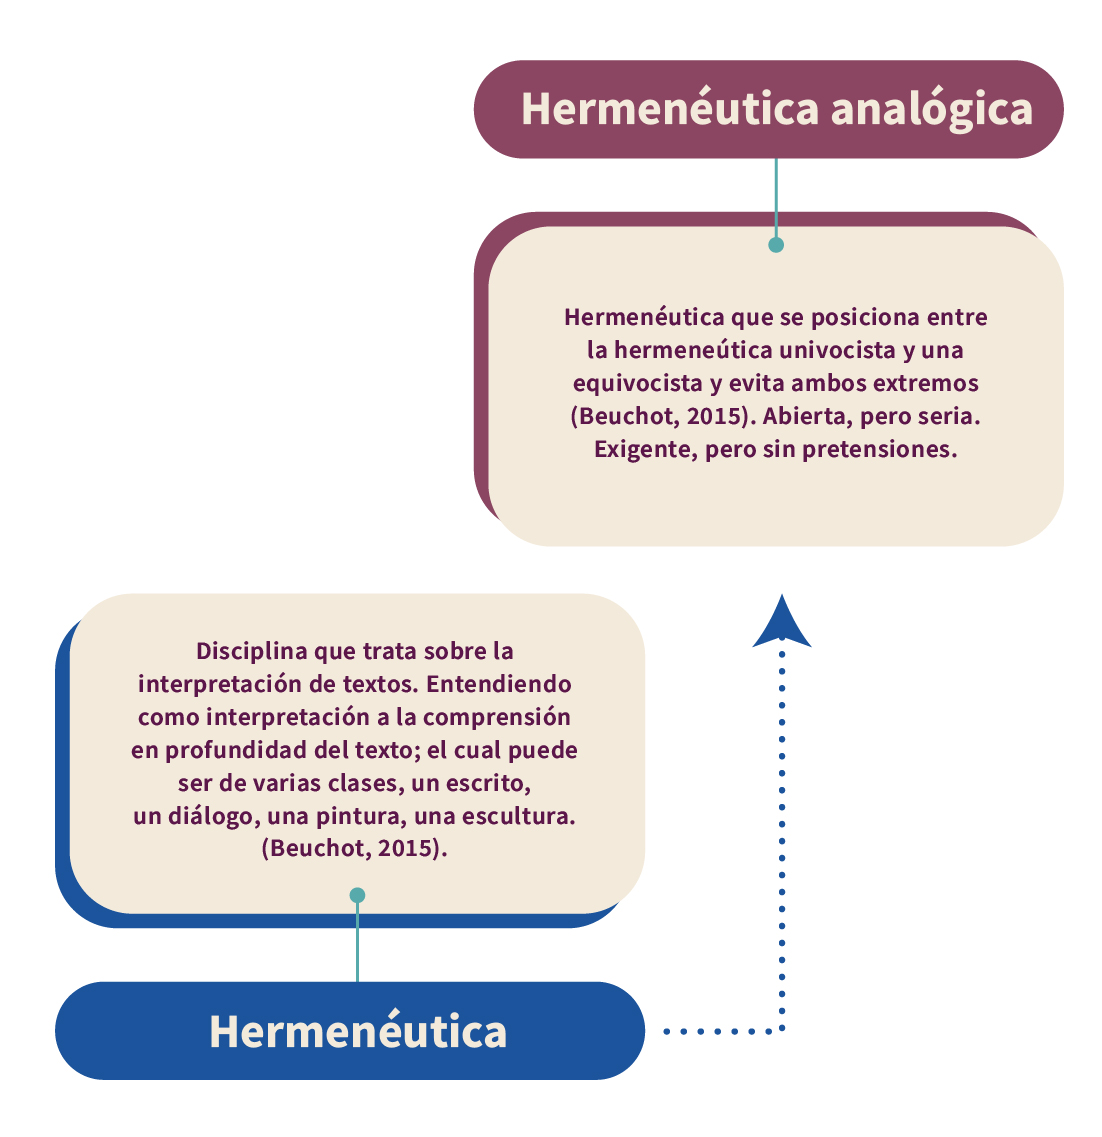 Hermenéutica analógica
Hermenéutica que se posiciona entre
la hermeneútica univocista y una
equivocista y evita ambos extremos
(Beuchot, 2015). Abierta, pero seria.
Exigente, pero sin pretensiones.
Disciplina que trata sobre la
interpretación de textos. Entendiendo
como interpretación a la comprensión
en profundidad del texto; el cual puede
ser de varias clases, un escrito,
un diálogo, una pintura, una escultura.
(Beuchot, 2015).
Hermenéutica